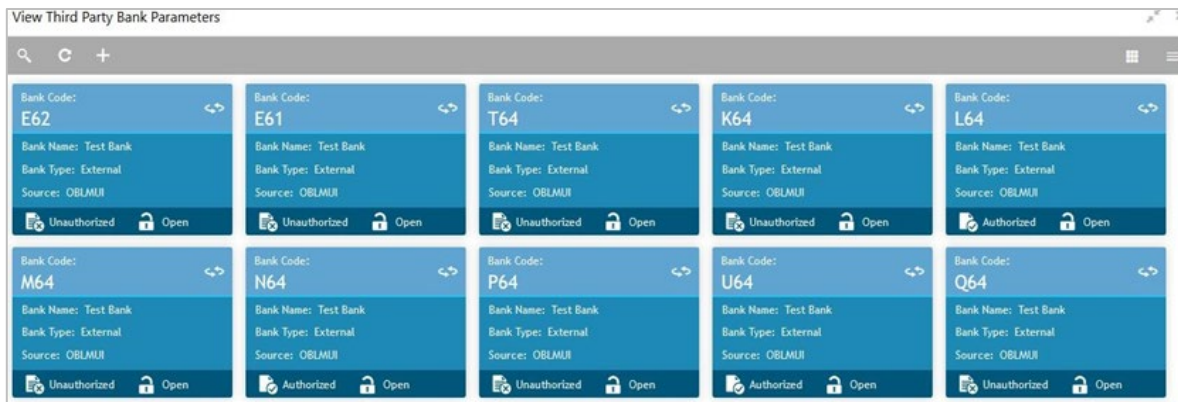 View Third Party Bank Parameters
Bank Code:
E62
Bank Name: Test Bank
Bank Type: External
Source: OBLMUI
Unauthorized Open
Bank Code:
E61
Bank Name: Test Bank
Bank Type: External
Source: OBLMUI
Unauthorized Open
Bank Code:
T64
Bank Name: Test Bank
Bank Type: External
Source: OBLMUI
Unauthorized Open
Bank Code:
K64
Bank Name: Test Bank
Bank Type: External
Source: OBLMUI
Unauthorized Open
Bank Code:
L64
Bank Name: Test Bank
Bank Type: External
Source: OBLMUI
Authorized Open
Bank Code:
M64
Bank Name: Test Bank
Bank Type: External
Source: OBLMUI
Unauthorized Open
Bank Code:
N64
Bank Name: Test Bank
Bank Type: External
Source: OBLMUI
Authorized Open
Bank Code:
P64
Bank Name: Test Bank
Bank Type: External
Source: OBLMUI
Unauthorized Open
Bank Code:
U64
Bank Name: Test Bank
Bank Type: External
Source: OBLMUI
Authorized Open
Bank Code:
Q64
Bank Name: Test Bank
Bank Type: External
Source: OBLMUI
Unauthorized Open